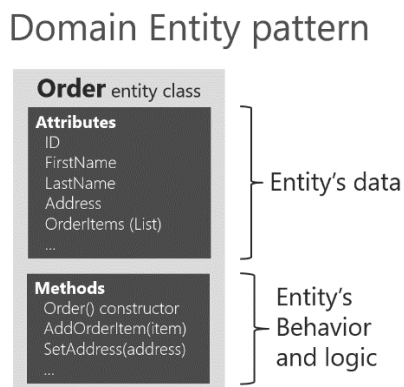 Domain Entity pattern
Order entity class
Attributes
ID
FirstName
LastName
Address
OrderItems (List)
...
Entity's data
Methods
Order() constructor
AddOrderItem(item)
SetAddress(address)
...
Entity's
Behavior
and logic